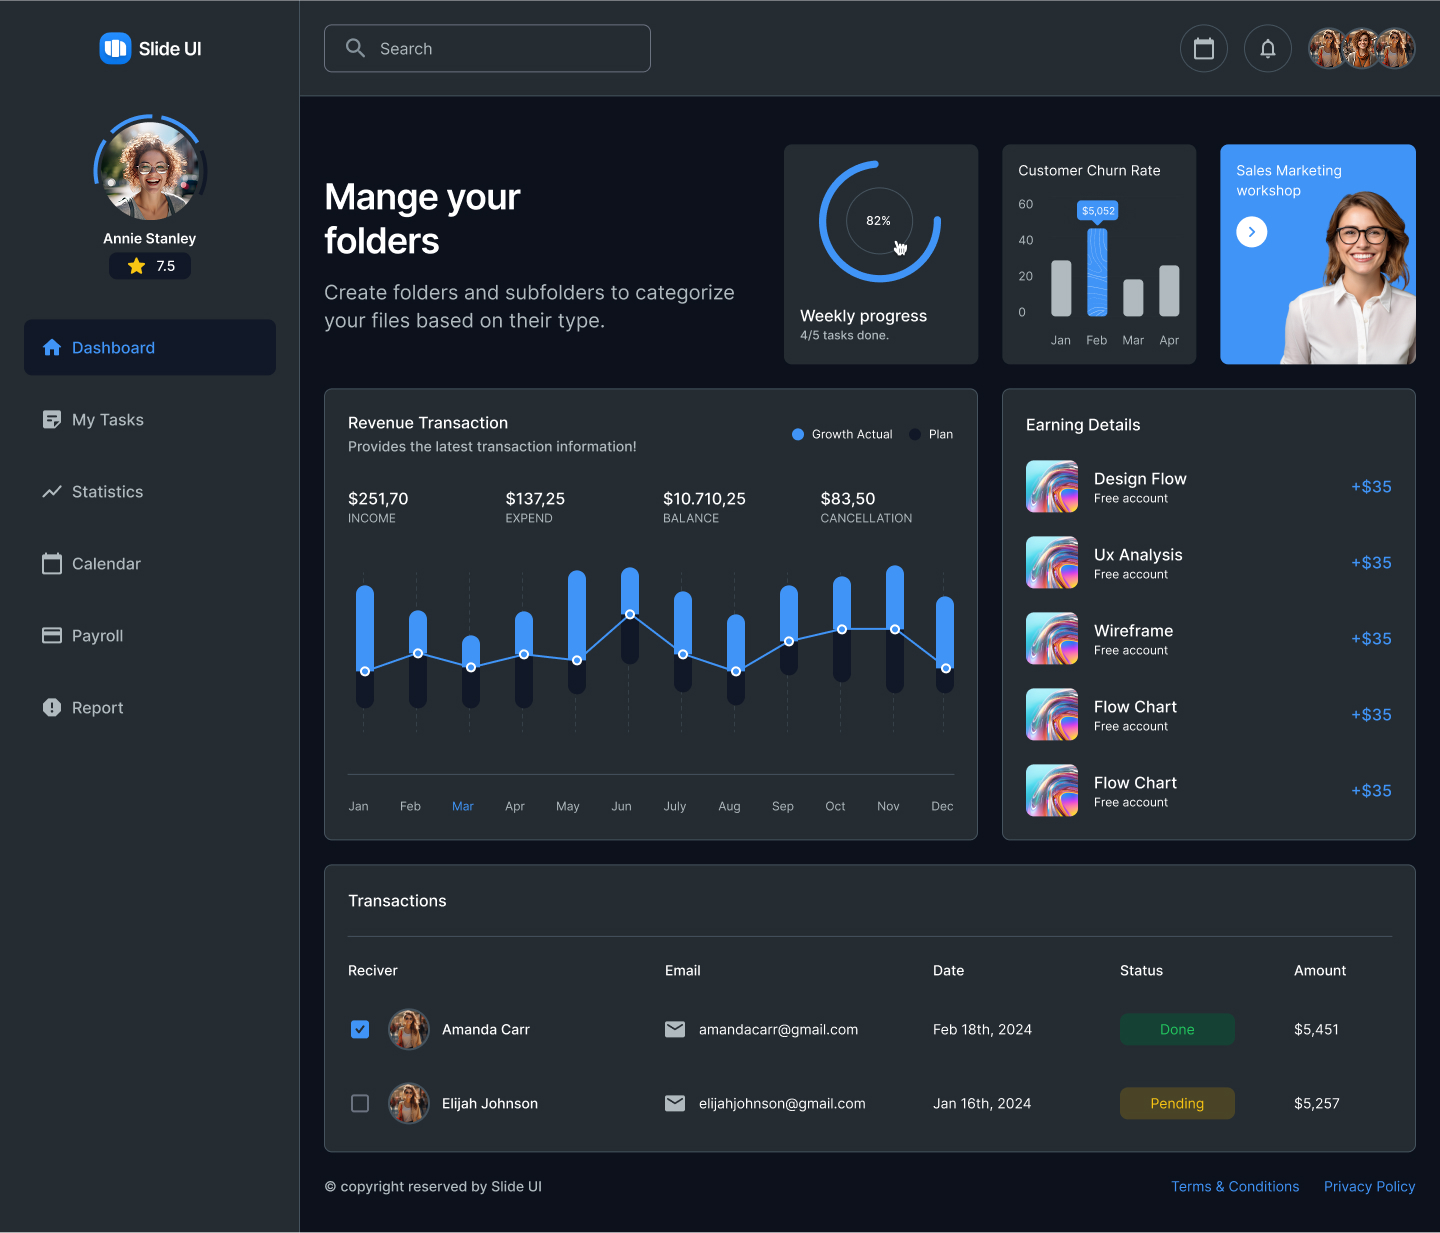 Slide UI
Search
Annie Stanley
7.5
Dashboard
My Tasks
Statistics
Calendar
Payroll
Report
Mange your
folders
Create folders and subfolders to categorize
your files based on their type.
82%
Weekly progress
4/5 tasks done.
Customer Churn Rate
60
$5,052
40
20
0
Jan Feb Mar Apr
Sales Marketing
workshop
Revenue Transaction
Provides the latest transaction information!
Growth Actual Plan
$251,70 $137,25 $10.710,25 $83,50
INCOME EXPEND BALANCE CANCELLATION
Jan Feb Mar Apr May Jun July Aug Sep Oct Nov Dec
Earning Details
Design Flow
Free account
+$35
Ux Analysis
Free account
+$35
Wireframe
Free account
+$35
Flow Chart
Free account
+$35
Flow Chart
Free account
+$35
Transactions
Reciver Email Date Status Amount
Amanda Carr amandacarr@gmail.com Feb 18th, 2024 Done $5,451
Elijah Johnson elijahjohnson@gmail.com Jan 16th, 2024 Pending $5,257
© copyright reserved by Slide UI
Terms & Conditions Privacy Policy